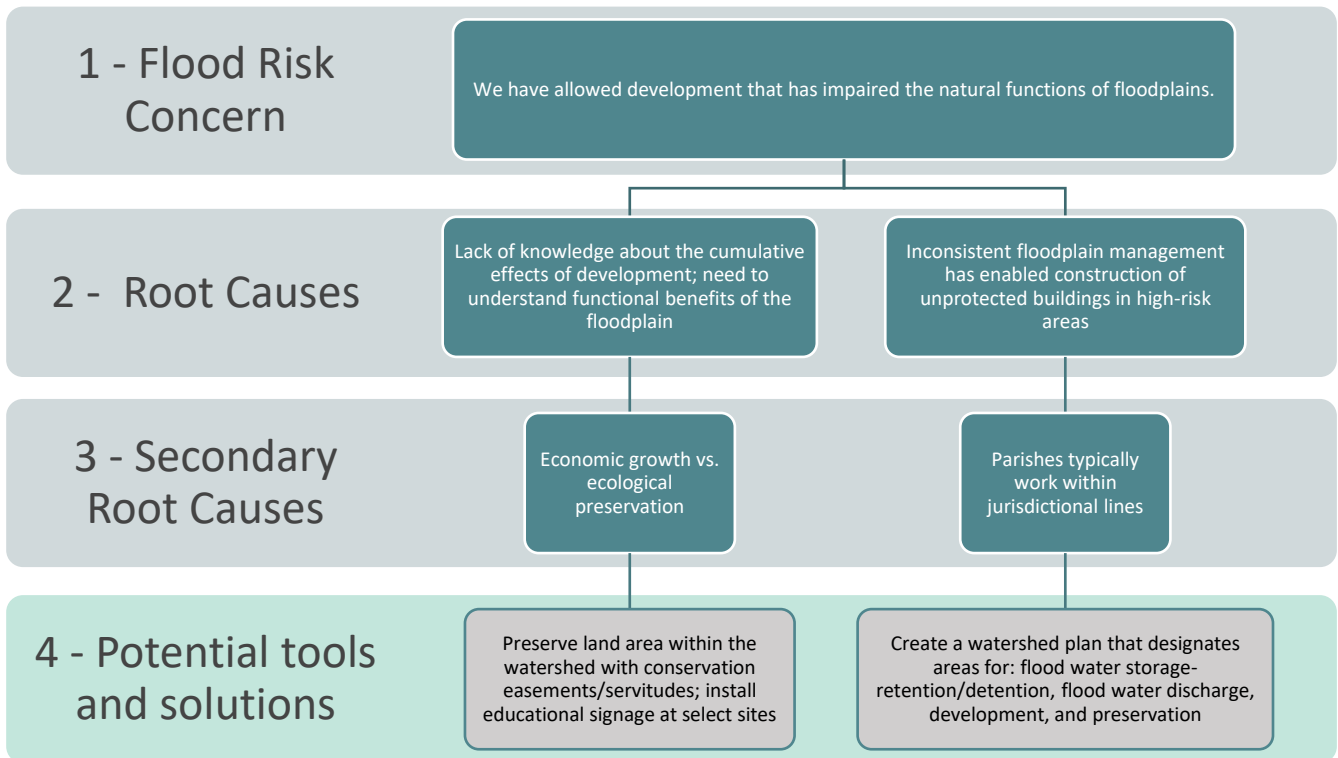 1 - Flood Risk
Concern
We have allowed development that has impaired the natural functions of floodplains.
2 -  Root Causes
Lack of knowledge about the cumulative
effects of development; need to
understand functional benefits of the
floodplain
Inconsistent floodplain management
has enabled construction of
unprotected buildings in high-risk
areas
3 - Secondary
Root Causes
Economic growth vs.
ecological
preservation
Parishes typically
work within
jurisdictional lines
4 - Potential tools
and solutions
Preserve land area within the
watershed with conservation
easements/servitudes; install
educational signage at select sites
Create a watershed plan that designates
areas for: flood water storage-
retention/detention, flood water discharge,
development, and preservation